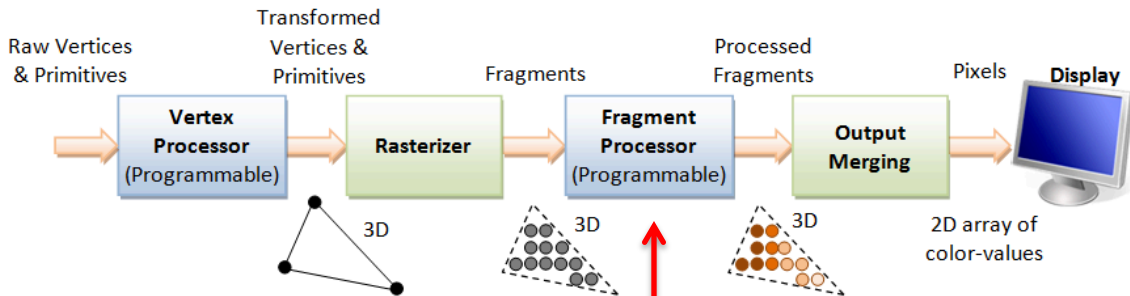 Raw Vertices
& Primitives
Vertex
Processor
(Programmable)
Transformed
Vertices &
Primitives
3D
Rasterizer
Fragments
3D
Fragment
Processor
(Programmable)
Processed
Fragments
3D
Output
Merging
Pixels
Display
2D array of
color-values